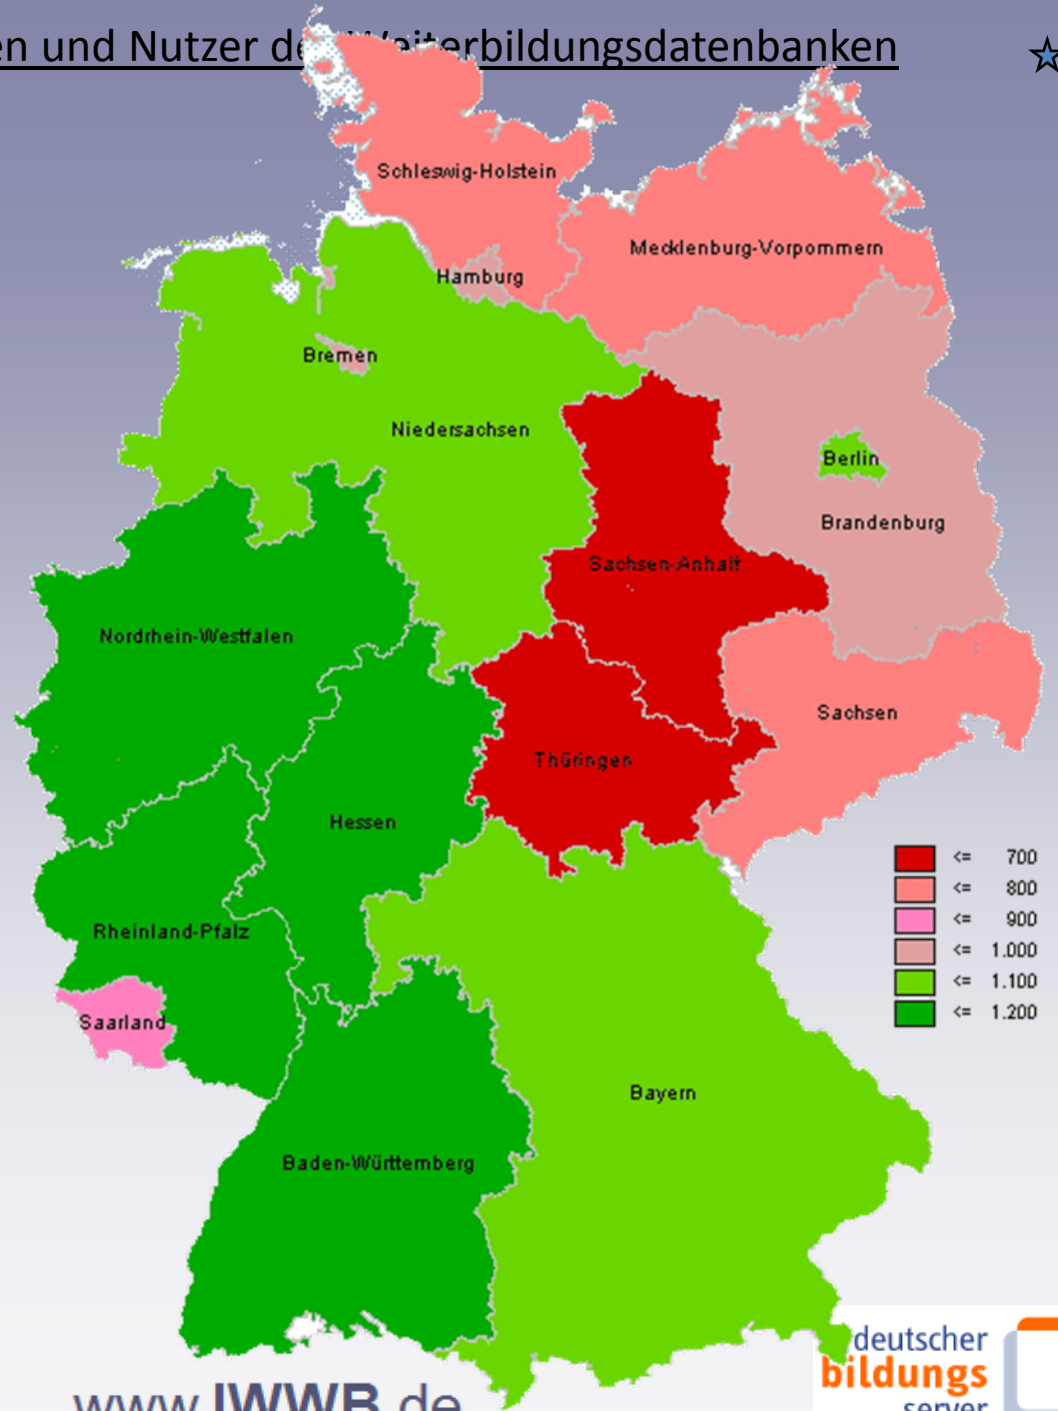 en und Nutzer de Weiterbildungsdatenbanken
Schleswig-Holstein
Mecklenburg-Vorpommern
Hamburg
Bremen
Niedersachsen
Berlin
Brandenburg
Sachsen-Anhalt
Nordrhein-Westfalen
Sachsen
Thüringen
Hessen
<= 700
<= 800
<= 900
<= 1.000
<= 1.100
<= 1.200
Rheinland-Pfalz
Saarland
Bayern
Baden-Württemberg
deutscher
bildungs
server
www.IWWB.de